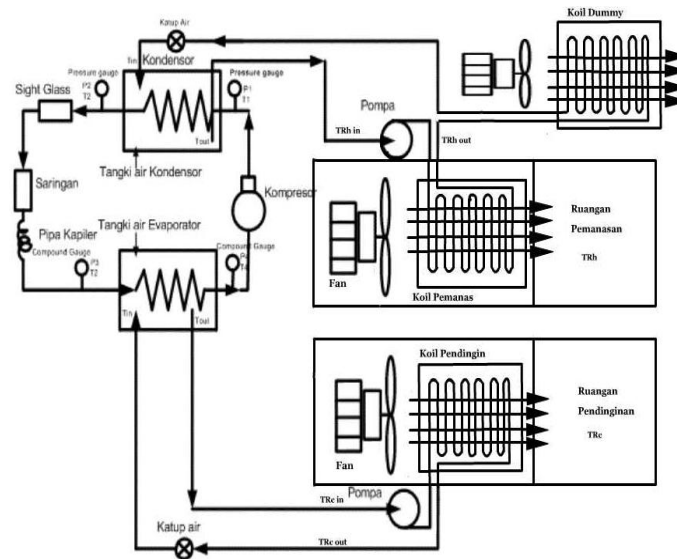 Koil Dummy
Katup Air
Tin
Kondensor
Pressure gauge
P2
T2
Pressure gauge
P1
T1
Sight Glass
Pompa
TRh in
TRh out
Tout
Tangki air Kondensor
Saringan
Kompresor
Tangki air Evaporator
Pipa Kapiler
Compound Gauge
P3
T2
Compound Gauge
Tin
Tout
Ruangan
Pemanasan
TRh
Fan
Koil Pemanas
Koil Pendingin
Ruangan
Pendinginan
TRc
Fan
TRc in
Pompa
Katup air
TRc out